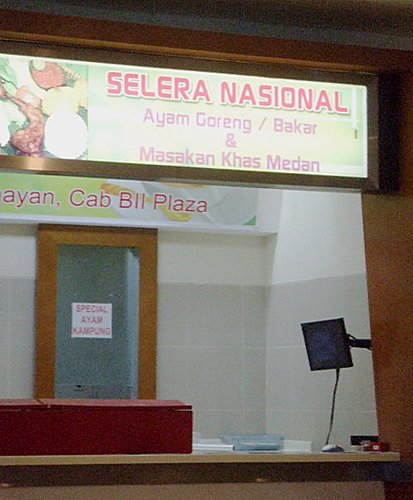 SELERA NASIONAL
Ayam Goreng / Bakar
&
Masakan Khas Medan
ayan, Cab BII Plaza
SPECIAL
AYAM
KAMPUNG